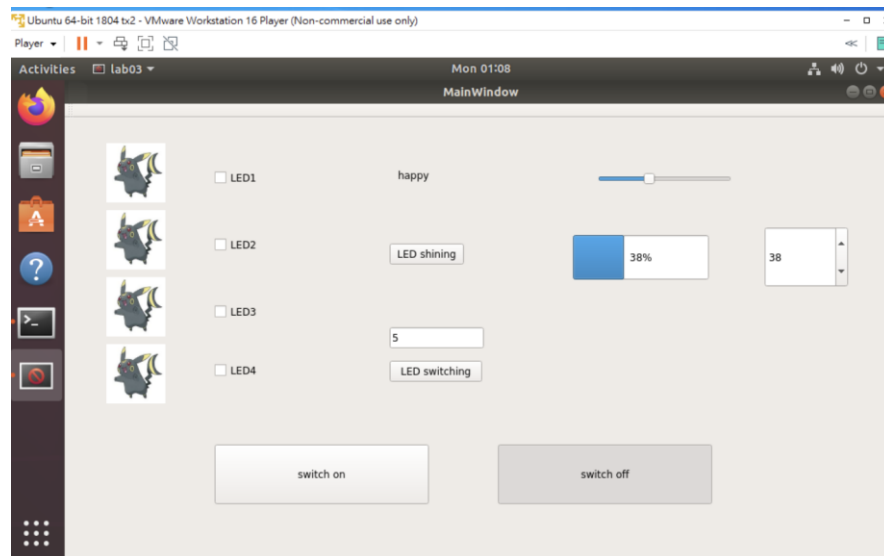 Ubuntu 64-bit 1804 tx2 - VMware Workstation 16 Player (Non-commercial use only)
Player
Activities lab03 Mon 01:08
MainWindow
LED1 happy
LED2 LED shining 38% 38
LED3
5
LED4 LED switching
switch on switch off